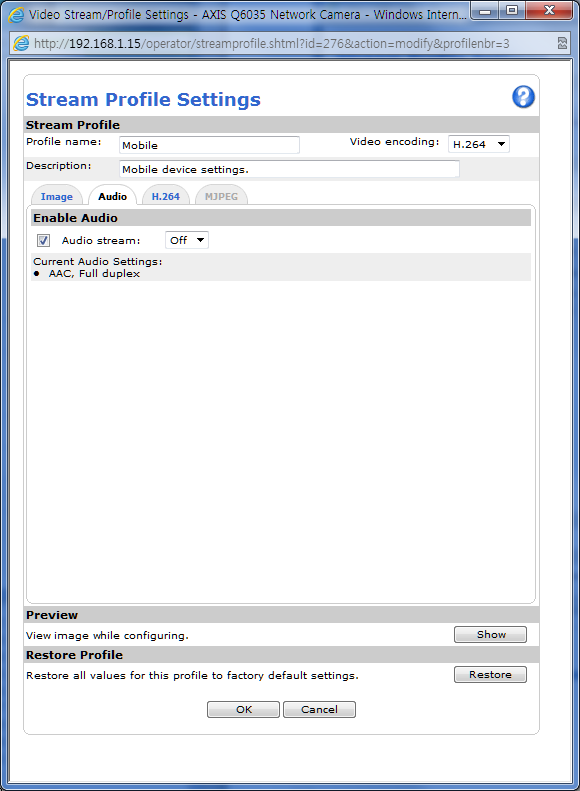 Video Stream/Profile Settings - AXIS Q6035 Network Camera - Windows Intern...
http://192.168.1.15/operator/streamprofile.shtml?id=276&action=modify&profilenbr=3
Stream Profile Settings
Stream Profile
Profile name: Mobile Video encoding: H.264
Description: Mobile device settings.
Image Audio H.264 MJPEG
Enable Audio
Audio stream: Off
Current Audio Settings:
● AAC, Full duplex
Preview
View image while configuring. Show
Restore Profile
Restore all values for this profile to factory default settings. Restore
OK Cancel